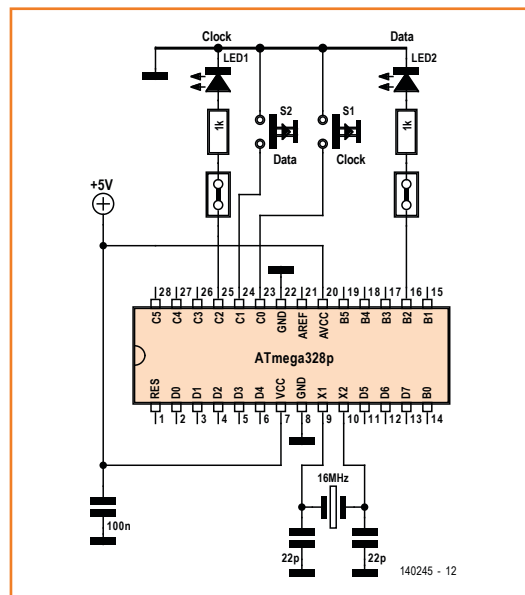 Clock Data
LED1 LED2
S2 S1
1k 1k
Data Clock
+5V
28 27 26 25 24 23 22 21 20 19 18 17 16 15
C5 C4 C3 C2 C1 C0 GND AREF AVCC B5 B4 B3 B2 B1
ATmega328p
RES D0 D1 D2 D3 D4 VCC GND X1 X2 D5 D6 D7 B0
1 2 3 4 5 6 7 8 9 10 11 12 13 14
16MHz
100n
22p 22p
140245 - 12